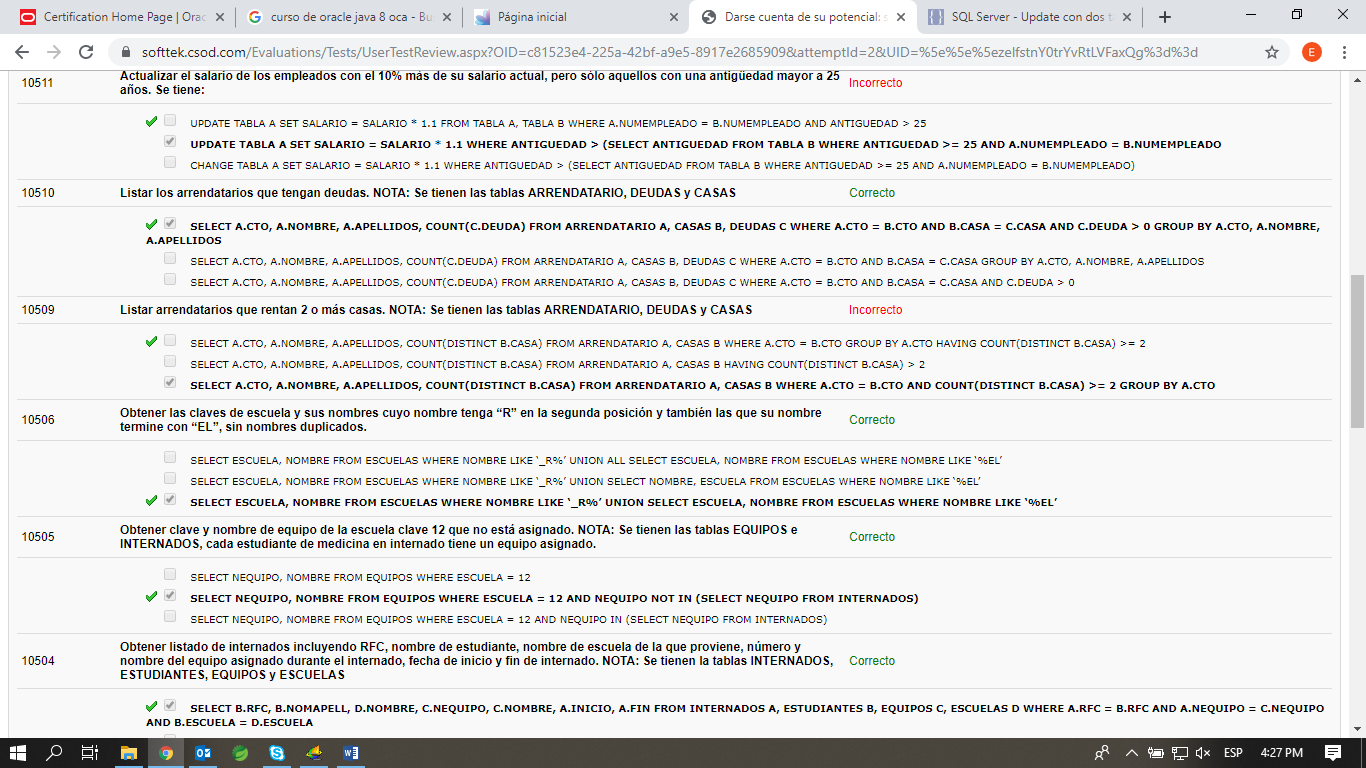 Certification Home Page | Orac
curso de oracle java 8 oca - Bu
Página inicial
Darse cuenta de su potencial: s
SQL Server - Update con dos t
softtek.csod.com/Evaluations/Tests/UserTestReview.aspx?OID=c81523e4-225a-42bf-a9e5-8917e2685909&attemptId=2&UID=%5e%5e%5ezelfstnY0trYvRtLVFaxQg%3d%3d
E
10511
Actualizar el salario de los empleados con el 10% más de su salario actual, pero sólo aquellos con una antigüedad mayor a 25
años. Se tiene:
Incorrecto
UPDATE TABLA A SET SALARIO = SALARIO * 1.1 FROM TABLA A, TABLA B WHERE A.NUMEMPLEADO = B.NUMEMPLEADO AND ANTIGUEDAD > 25
UPDATE TABLA A SET SALARIO = SALARIO * 1.1 WHERE ANTIGUEDAD > (SELECT ANTIGUEDAD FROM TABLA B WHERE ANTIGUEDAD >= 25 AND A.NUMEMPLEADO = B.NUMEMPLEADO
CHANGE TABLA A SET SALARIO = SALARIO * 1.1 WHERE ANTIGUEDAD > (SELECT ANTIGUEDAD FROM TABLA B WHERE ANTIGUEDAD >= 25 AND A.NUMEMPLEADO = B.NUMEMPLEADO)
10510
Listar los arrendatarios que tengan deudas. NOTA: Se tienen las tablas ARRENDATARIO, DEUDAS y CASAS
Correcto
SELECT A.CTO, A.NOMBRE, A.APELLIDOS, COUNT(C.DEUDA) FROM ARRENDATARIO A, CASAS B, DEUDAS C WHERE A.CTO = B.CTO AND B.CASA = C.CASA AND C.DEUDA > 0 GROUP BY A.CTO, A.NOMBRE,
A.APELLIDOS
SELECT A.CTO, A.NOMBRE, A.APELLIDOS, COUNT(C.DEUDA) FROM ARRENDATARIO A, CASAS B, DEUDAS C WHERE A.CTO = B.CTO AND B.CASA = C.CASA GROUP BY A.CTO, A.NOMBRE, A.APELLIDOS
SELECT A.CTO, A.NOMBRE, A.APELLIDOS, COUNT(C.DEUDA) FROM ARRENDATARIO A, CASAS B, DEUDAS C WHERE A.CTO = B.CTO AND B.CASA = C.CASA AND C.DEUDA > 0
10509
Listar arrendatarios que rentan 2 o más casas. NOTA: Se tienen las tablas ARRENDATARIO, DEUDAS y CASAS
Incorrecto
SELECT A.CTO, A.NOMBRE, A.APELLIDOS, COUNT(DISTINCT B.CASA) FROM ARRENDATARIO A, CASAS B WHERE A.CTO = B.CTO GROUP BY A.CTO HAVING COUNT(DISTINCT B.CASA) >= 2
SELECT A.CTO, A.NOMBRE, A.APELLIDOS, COUNT(DISTINCT B.CASA) FROM ARRENDATARIO A, CASAS B HAVING COUNT(DISTINCT B.CASA) > 2
SELECT A.CTO, A.NOMBRE, A.APELLIDOS, COUNT(DISTINCT B.CASA) FROM ARRENDATARIO A, CASAS B WHERE A.CTO = B.CTO AND COUNT(DISTINCT B.CASA) >= 2 GROUP BY A.CTO
10506
Obtener las claves de escuela y sus nombres cuyo nombre tenga “R” en la segunda posición y también las que su nombre
termine con “EL”, sin nombres duplicados.
Correcto
SELECT ESCUELA, NOMBRE FROM ESCUELAS WHERE NOMBRE LIKE ‘_R%’ UNION ALL SELECT ESCUELA, NOMBRE FROM ESCUELAS WHERE NOMBRE LIKE ‘%EL’
SELECT ESCUELA, NOMBRE FROM ESCUELAS WHERE NOMBRE LIKE ‘_R%’ UNION SELECT NOMBRE, ESCUELA FROM ESCUELAS WHERE NOMBRE LIKE ‘%EL’
SELECT ESCUELA, NOMBRE FROM ESCUELAS WHERE NOMBRE LIKE ‘_R%’ UNION SELECT ESCUELA, NOMBRE FROM ESCUELAS WHERE NOMBRE LIKE ‘%EL’
10505
Obtener clave y nombre de equipo de la escuela clave 12 que no está asignado. NOTA: Se tienen las tablas EQUIPOS e
INTERNADOS, cada estudiante de medicina en internado tiene un equipo asignado.
Correcto
SELECT NEQUIPO, NOMBRE FROM EQUIPOS WHERE ESCUELA = 12
SELECT NEQUIPO, NOMBRE FROM EQUIPOS WHERE ESCUELA = 12 AND NEQUIPO NOT IN (SELECT NEQUIPO FROM INTERNADOS)
SELECT NEQUIPO, NOMBRE FROM EQUIPOS WHERE ESCUELA = 12 AND NEQUIPO IN (SELECT NEQUIPO FROM INTERNADOS)
10504
Obtener listado de internados incluyendo RFC, nombre de estudiante, nombre de escuela de la que proviene, número y
nombre del equipo asignado durante el internado, fecha de inicio y fin de internado. NOTA: Se tienen la tablas INTERNADOS,
ESTUDIANTES, EQUIPOS y ESCUELAS
Correcto
SELECT B.RFC, B.NOMAPELL, D.NOMBRE, C.NEQUIPO, C.NOMBRE, A.INICIO, A.FIN FROM INTERNADOS A, ESTUDIANTES B, EQUIPOS C, ESCUELAS D WHERE A.RFC = B.RFC AND A.NEQUIPO = C.NEQUIPO
AND B.ESCUELA = D.ESCUELA
ESP
4:27 PM